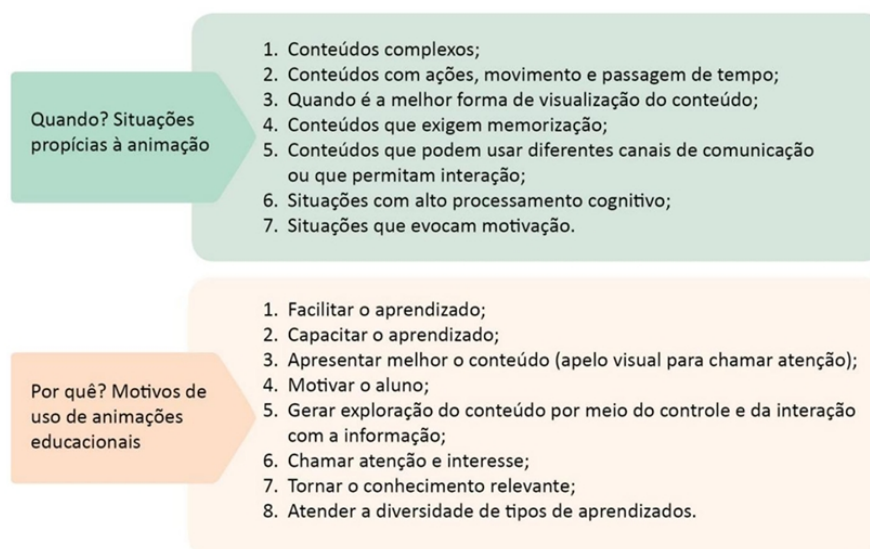 Quando? Situações
propícias à animação
1. Conteúdos complexos;
2. Conteúdos com ações, movimento e passagem de tempo;
3. Quando é a melhor forma de visualização do conteúdo;
4. Conteúdos que exigem memorização;
5. Conteúdos que podem usar diferentes canais de comunicação
ou que permitam interação;
6. Situações com alto processamento cognitivo;
7. Situações que evocam motivação.
Por quê? Motivos de
uso de animações
educacionais
1. Facilitar o aprendizado;
2. Capacitar o aprendizado;
3. Apresentar melhor o conteúdo (apelo visual para chamar atenção);
4. Motivar o aluno;
5. Gerar exploração do conteúdo por meio do controle e da interação
com a informação;
6. Chamar atenção e interesse;
7. Tornar o conhecimento relevante;
8. Atender a diversidade de tipos de aprendizados.